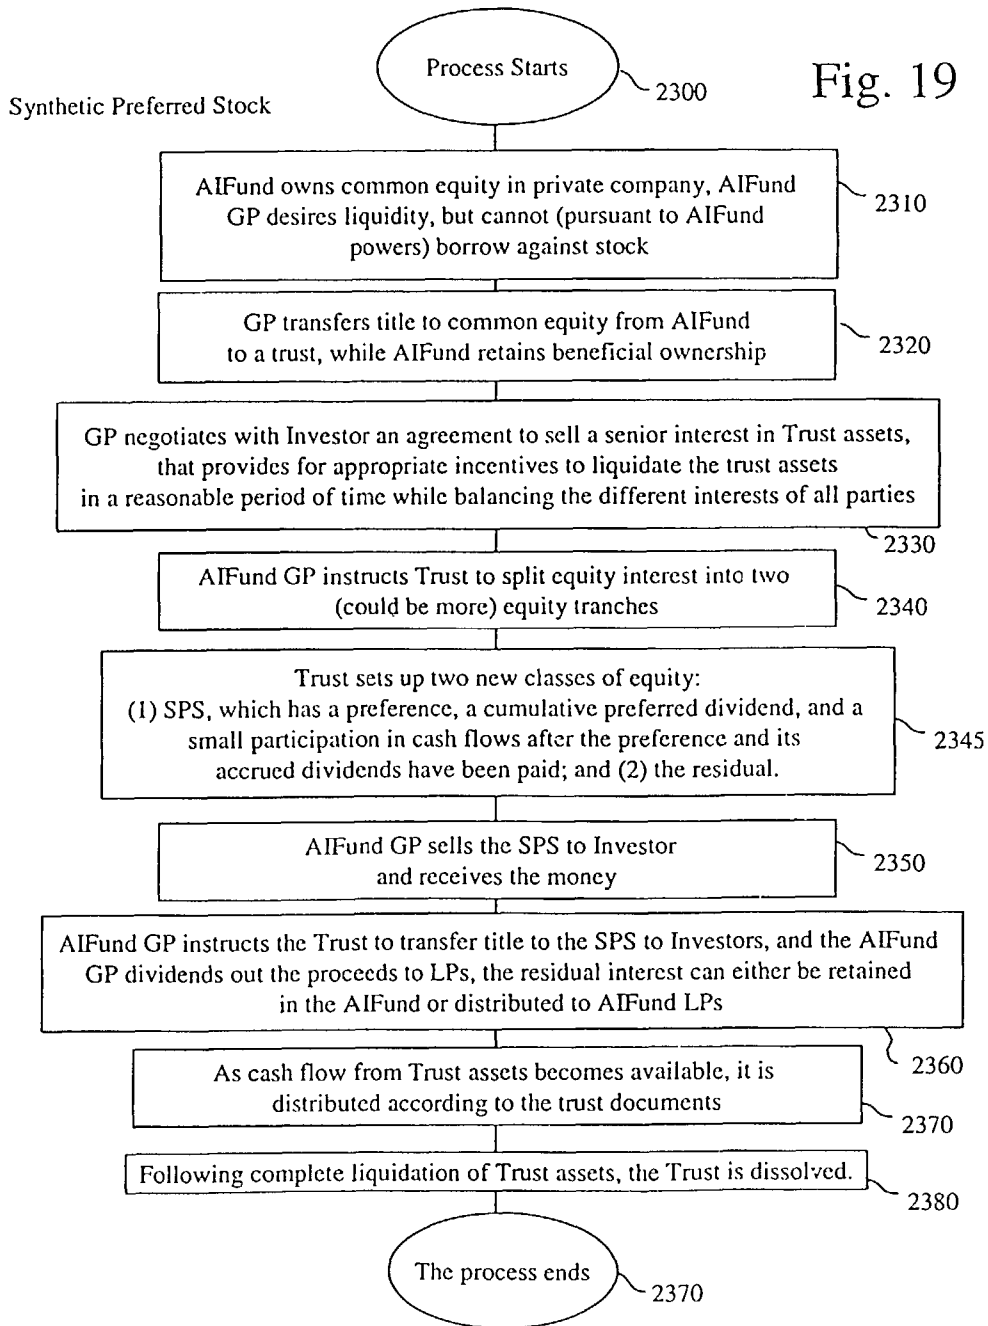 Process Starts
2300
Fig. 19
Synthetic Preferred Stock
AIFund owns common equity in private company, AIFund
GP desires liquidity, but cannot (pursuant to AIFund
powers) borrow against stock
2310
GP transfers title to common equity from AIFund
to a trust, while AIFund retains beneficial ownership
2320
GP negotiates with Investor an agreement to sell a senior interest in Trust assets,
that provides for appropriate incentives to liquidate the trust assets
in a reasonable period of time while balancing the different interests of all parties
2330
AIFund GP instructs Trust to split equity interest into two
(could be more) equity tranches
2340
Trust sets up two new classes of equity:
(1) SPS, which has a preference, a cumulative preferred dividend, and a
small participation in cash flows after the preference and its
accrued dividends have been paid; and (2) the residual.
2345
AIFund GP sells the SPS to Investor
and receives the money
2350
AIFund GP instructs the Trust to transfer title to the SPS to Investors, and the AIFund
GP dividends out the proceeds to LPs, the residual interest can either be retained
in the AIFund or distributed to AIFund LPs
2360
As cash flow from Trust assets becomes available, it is
distributed according to the trust documents
2370
Following complete liquidation of Trust assets, the Trust is dissolved.
2380
The process ends
2370